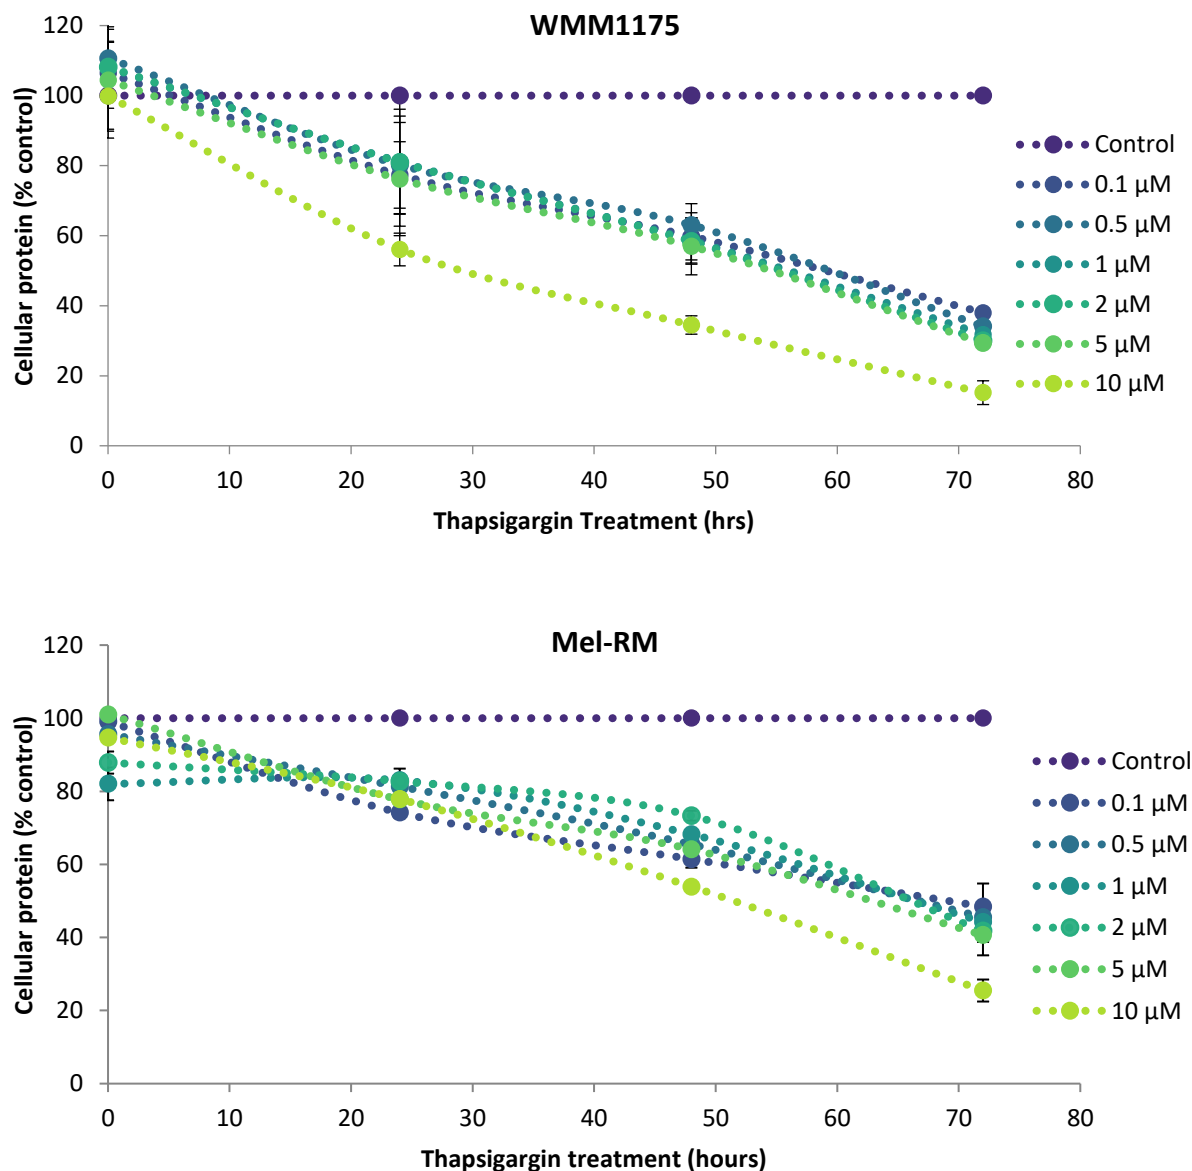 WMM1175
Cellular protein (% control)
120
100
80
60
40
20
0
0 10 20 30 40 50 60 70 80
Thapsigargin Treatment (hrs)
Control
0.1 µM
0.5 µM
1 µM
2 µM
5 µM
10 µM
Mel-RM
Cellular protein (% control)
120
100
80
60
40
20
0
0 10 20 30 40 50 60 70 80
Thapsigargin treatment (hours)
Control
0.1 µM
0.5 µM
1 µM
2 µM
5 µM
10 µM